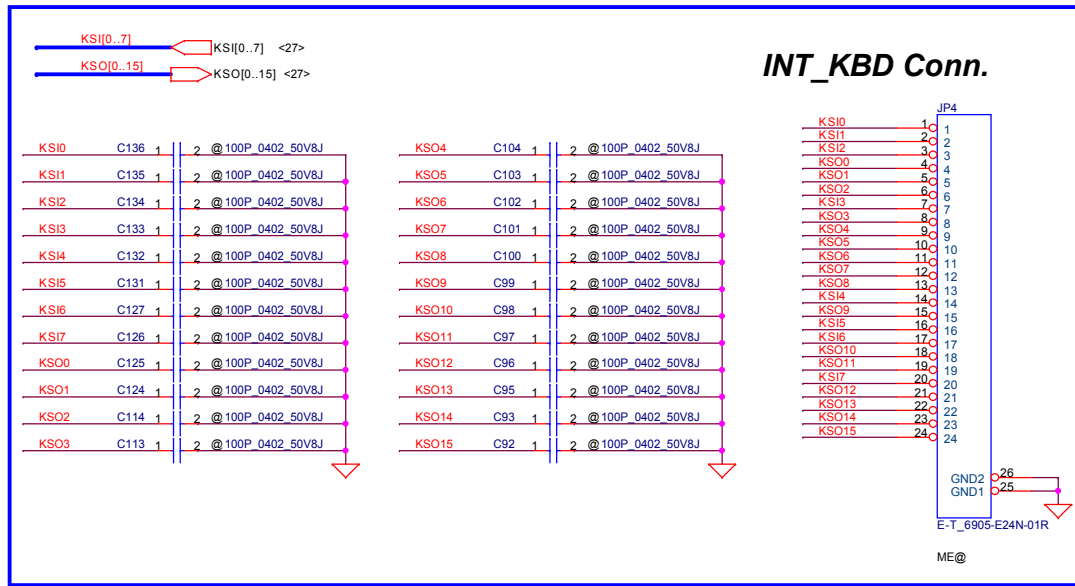 KSI[0..7] KSI[0..7] <27>
KSO[0..15] KSO[0..15] <27>
INT_KBD Conn.
KSI0 C136 1 2 @100P_0402_50V8J
KSI1 C135 1 2 @100P_0402_50V8J
KSI2 C134 1 2 @100P_0402_50V8J
KSI3 C133 1 2 @100P_0402_50V8J
KSI4 C132 1 2 @100P_0402_50V8J
KSI5 C131 1 2 @100P_0402_50V8J
KSI6 C127 1 2 @100P_0402_50V8J
KSI7 C126 1 2 @100P_0402_50V8J
KSO0 C125 1 2 @100P_0402_50V8J
KSO1 C124 1 2 @100P_0402_50V8J
KSO2 C114 1 2 @100P_0402_50V8J
KSO3 C113 1 2 @100P_0402_50V8J
KSO4 C104 1 2 @100P_0402_50V8J
KSO5 C103 1 2 @100P_0402_50V8J
KSO6 C102 1 2 @100P_0402_50V8J
KSO7 C101 1 2 @100P_0402_50V8J
KSO8 C100 1 2 @100P_0402_50V8J
KSO9 C99 1 2 @100P_0402_50V8J
KSO10 C98 1 2 @100P_0402_50V8J
KSO11 C97 1 2 @100P_0402_50V8J
KSO12 C96 1 2 @100P_0402_50V8J
KSO13 C95 1 2 @100P_0402_50V8J
KSO14 C93 1 2 @100P_0402_50V8J
KSO15 C92 1 2 @100P_0402_50V8J
JP4
KSI0 1 1
KSI1 2 2
KSI2 3 3
KSO0 4 4
KSO1 5 5
KSO2 6 6
KSI3 7 7
KSO3 8 8
KSO4 9 9
KSO5 10 10
KSO6 11 11
KSO7 12 12
KSO8 13 13
KSI4 14 14
KSO9 15 15
KSI5 16 16
KSI6 17 17
KSO10 18 18
KSO11 19 19
KSI7 20 20
KSO12 21 21
KSO13 22 22
KSO14 23 23
KSO15 24 24
GND2 26
GND1 25
E-T_6905-E24N-01R
ME@